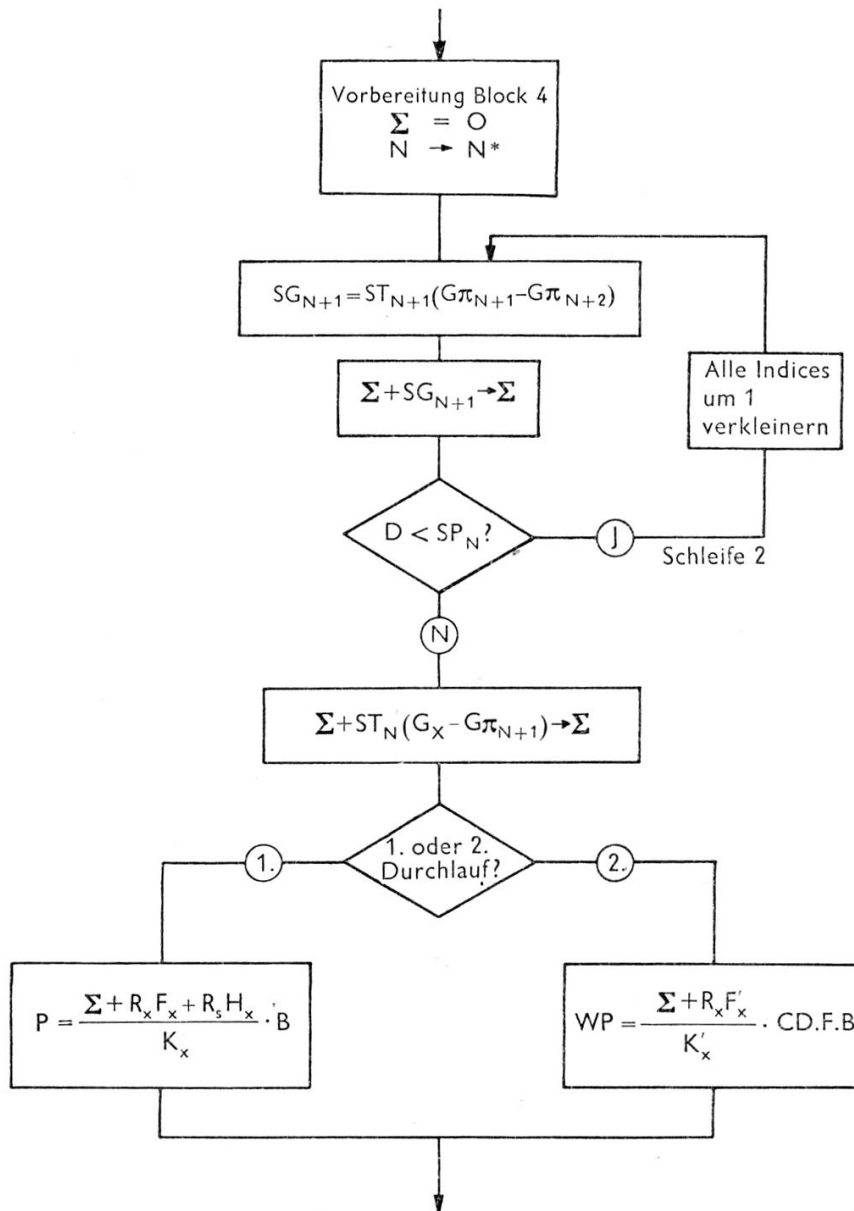 Vorbereitung Block 4
Σ = O
N → N*
SG_{N+1} = ST_{N+1}(Gπ_{N+1}–Gπ_{N+2})
Σ+SG_{N+1}→Σ
Alle Indices
um 1
verkleinern
D < SP_N?
J
Schleife 2
N
Σ+ST_N(G_X – Gπ_{N+1})→Σ
1. oder 2.
Durchlauf?
1.
2.
P = \frac{Σ + R_x F_x + R_s H_x}{K_x} · B
WP = \frac{Σ + R_x F'_x}{K'_x} · CD.F.B